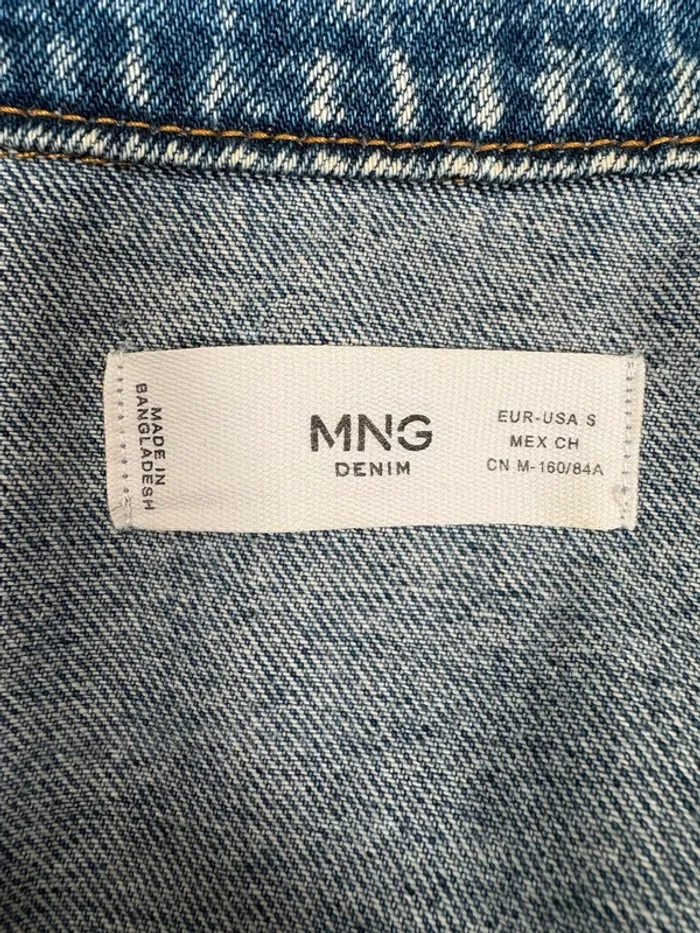 MADE IN
BANGLADESH
MNG
DENIM
EUR-USA S
MEX CH
CN M-160/84A